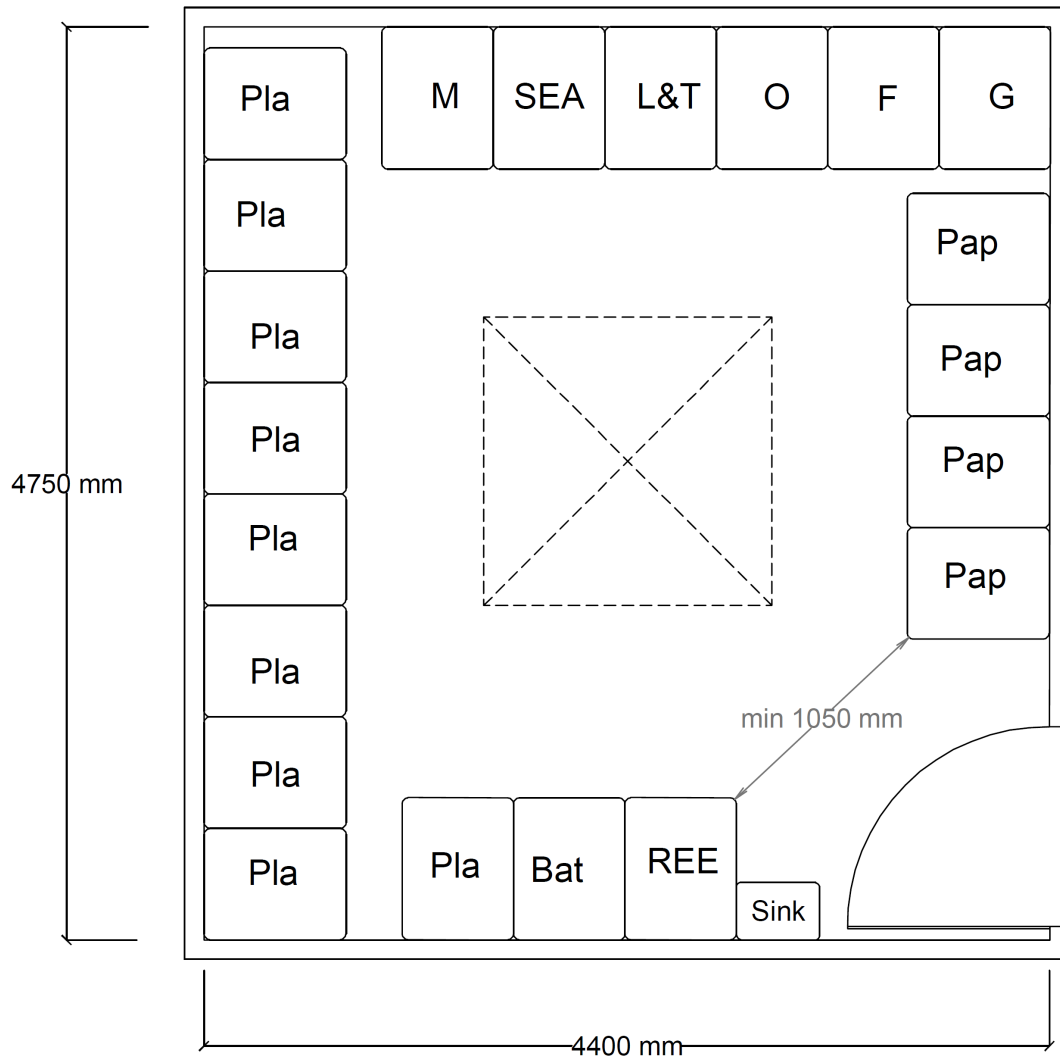 Pla
M
SEA
L&T
O
F
G
Pla
Pap
Pla
Pap
Pla
Pap
4750 mm
Pla
Pap
Pla
min 1050 mm
Pla
Pla
Pla
Bat
REE
Sink
4400 mm